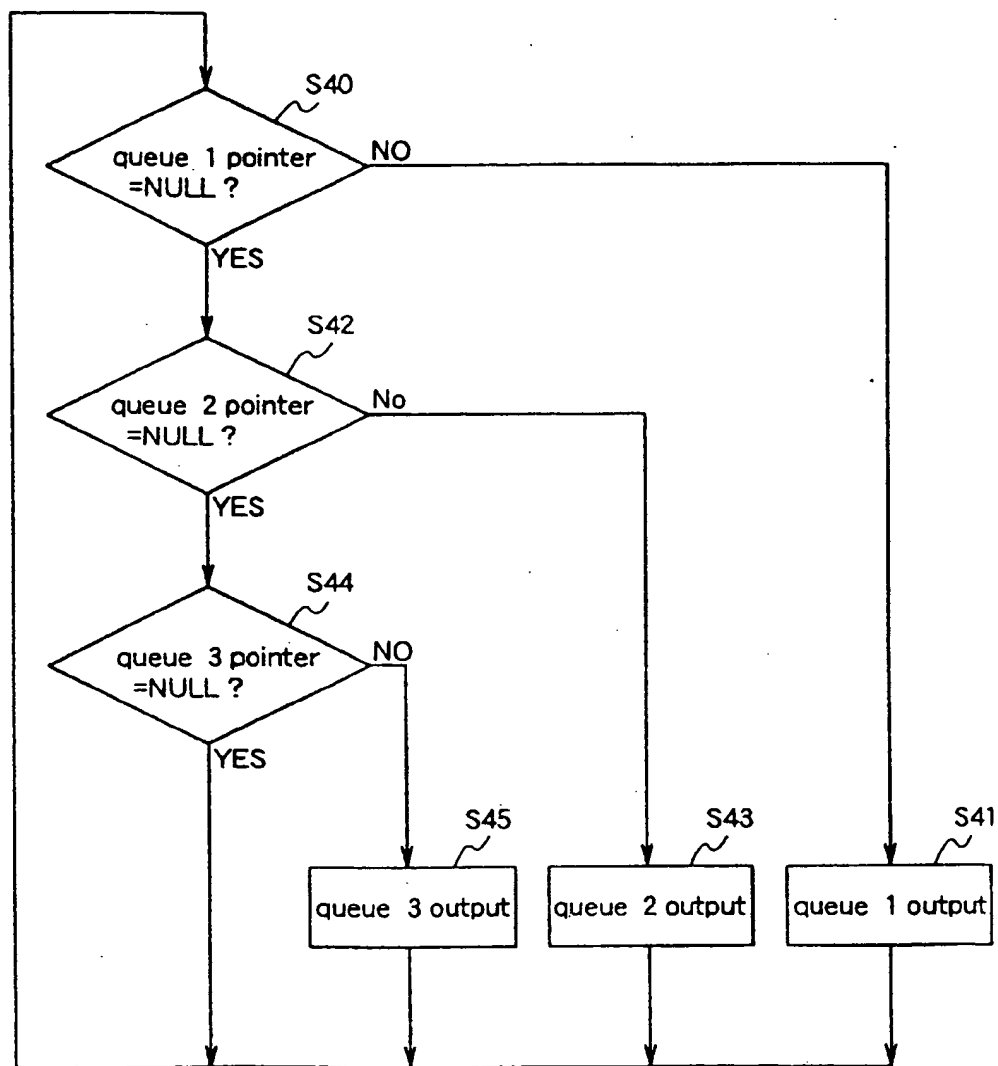 S40
queue 1 pointer
=NULL ?
NO
YES
S42
queue 2 pointer
=NULL ?
No
YES
S44
queue 3 pointer
=NULL ?
NO
YES
S45
queue 3 output
S43
queue 2 output
S41
queue 1 output